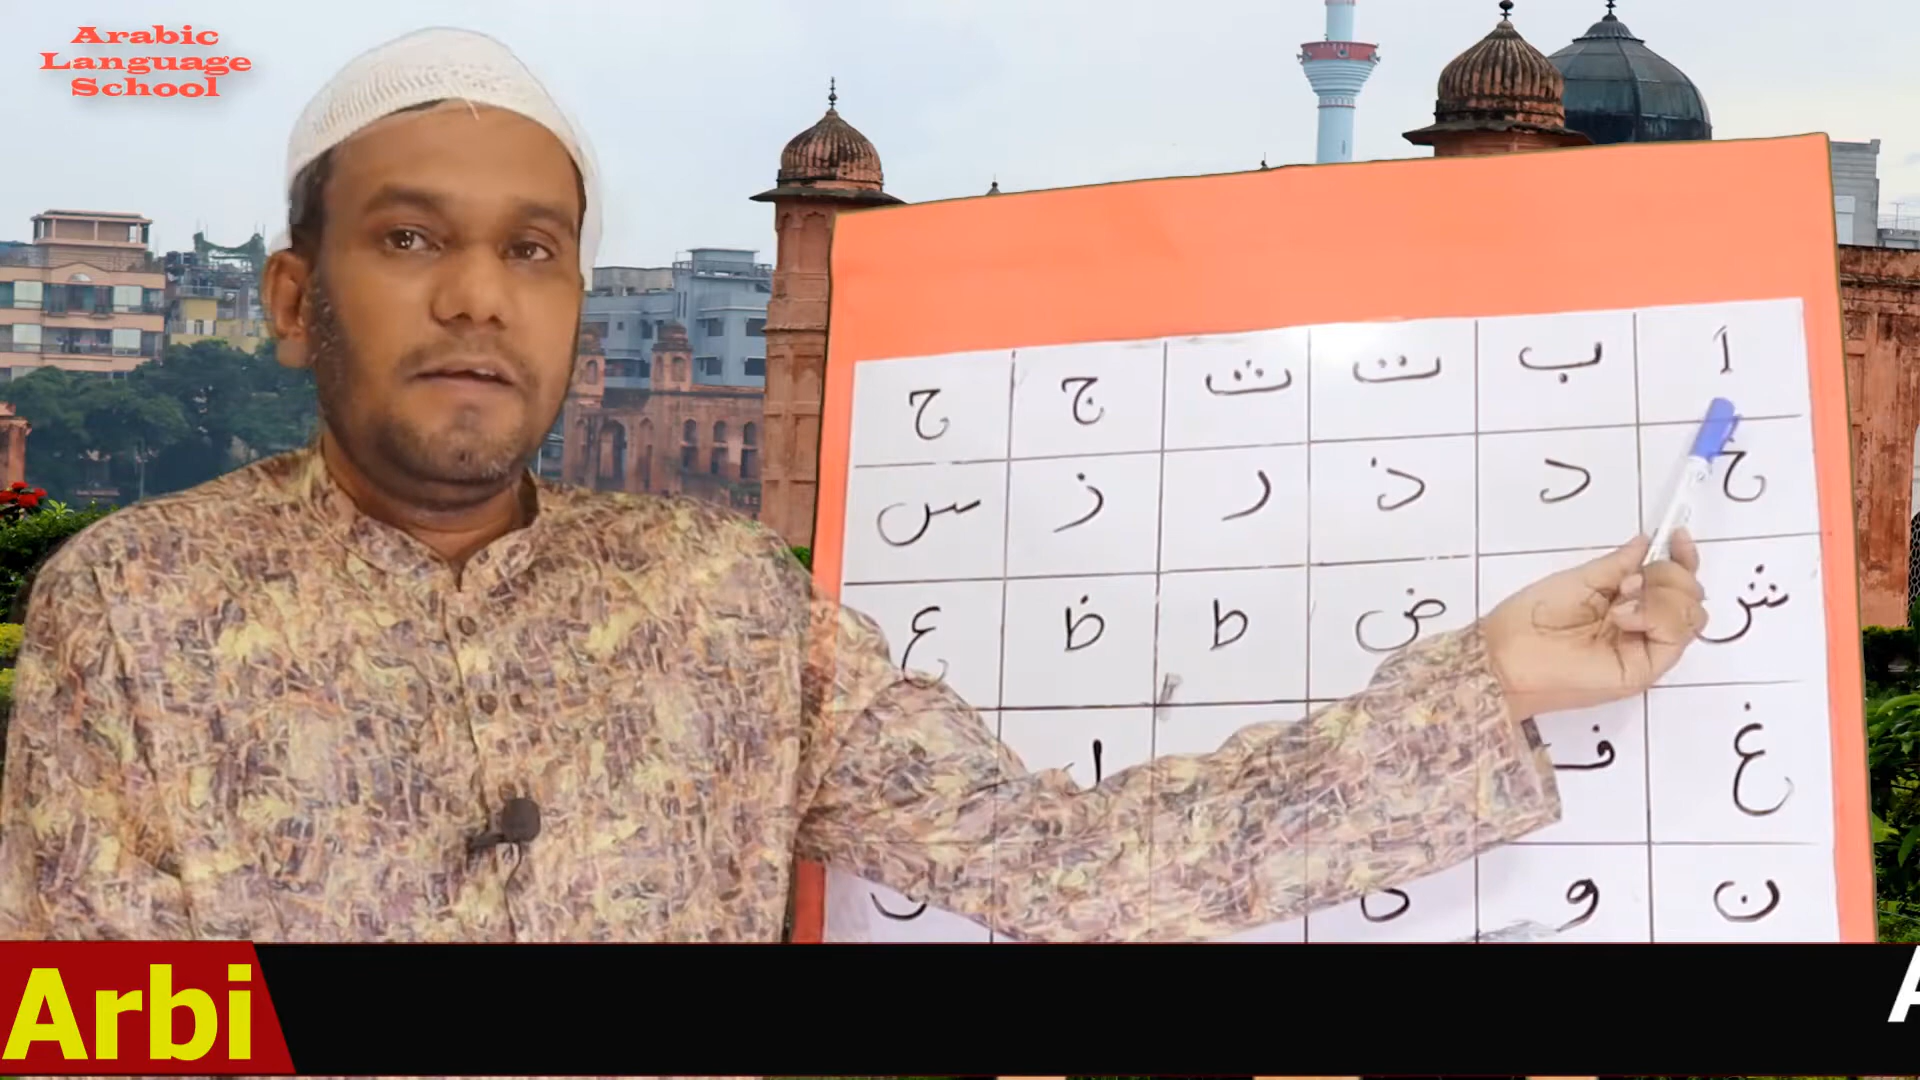 Arabic
Language
School
ا ب ت ث ج ح
خ د ذ ر ز س
ش ض ط ظ ع
غ ف
ن و
Arbi